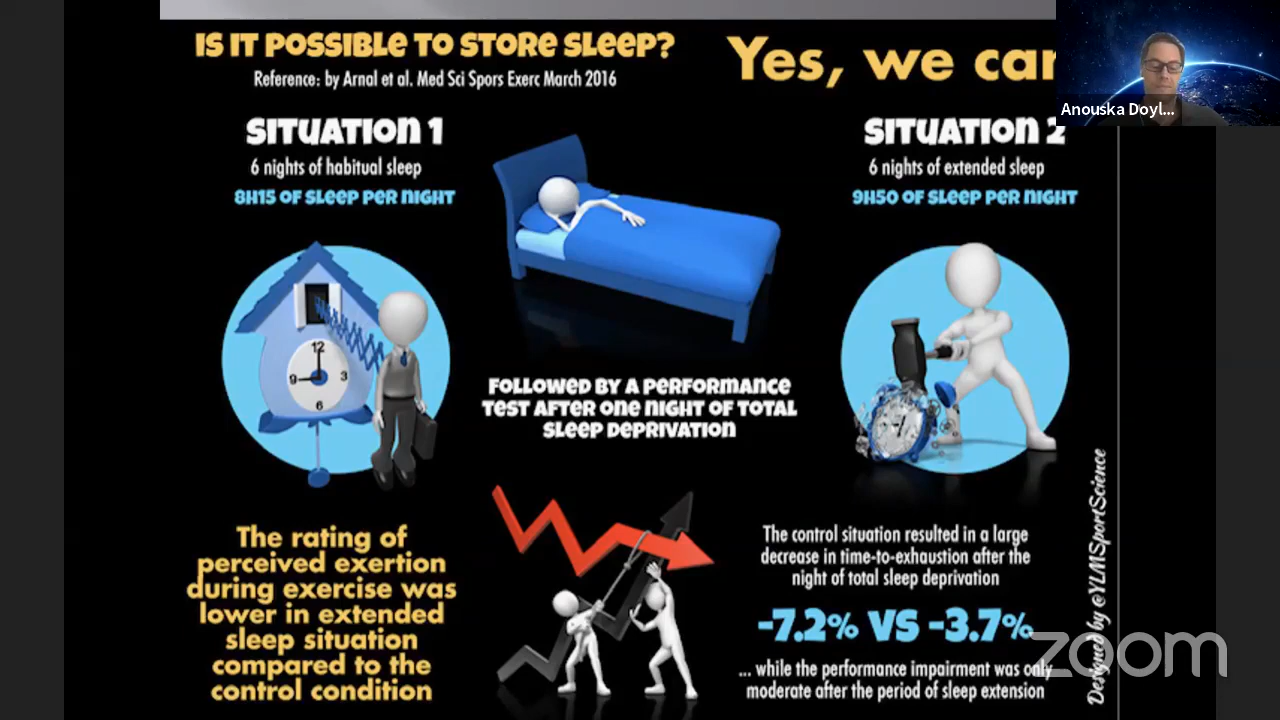 IS IT POSSIBLE TO STORE SLEEP?
Reference: by Arnal et al. Med Sci Spors Exerc March 2016
Yes, we can
Anouska Doyl...
SITUATION 1
6 nights of habitual sleep
8H15 OF SLEEP PER NIGHT
SITUATION 2
6 nights of extended sleep
9H50 OF SLEEP PER NIGHT
12
9
3
6
FOLLOWED BY A PERFORMANCE
TEST AFTER ONE NIGHT OF TOTAL
SLEEP DEPRIVATION
The rating of
perceived exertion
during exercise was
lower in extended
sleep situation
compared to the
control condition
The control situation resulted in a large
decrease in time-to-exhaustion after the
night of total sleep deprivation
-7.2% VS -3.7%
... while the performance impairment was only
moderate after the period of sleep extension
Designed by @YLMSportScience
zoom